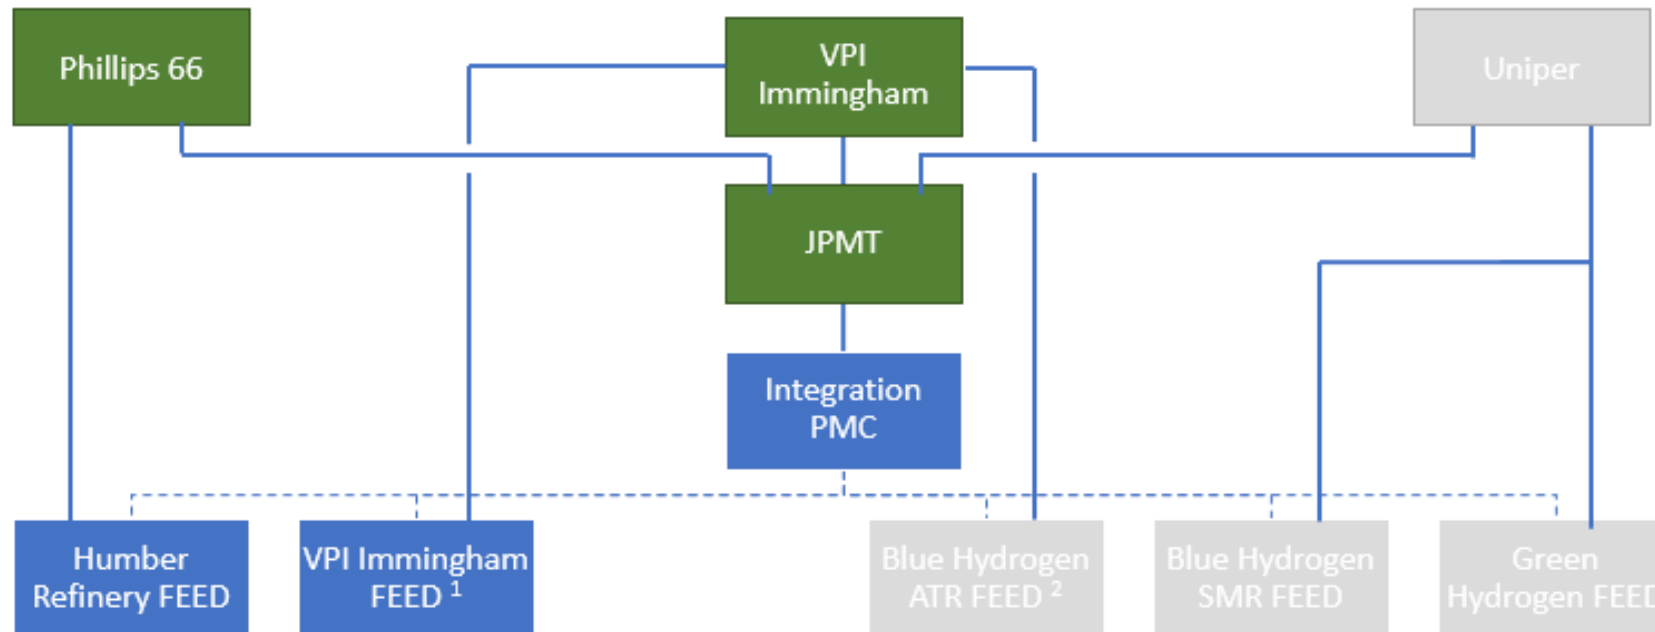 Phillips 66
VPI
Immingham
Uniper
JPMT
Integration
PMC
Humber
Refinery FEED
VPI Immingham
FEED 1
Blue Hydrogen
ATR FEED 2
Blue Hydrogen
SMR FEED
Green
Hydrogen FEED